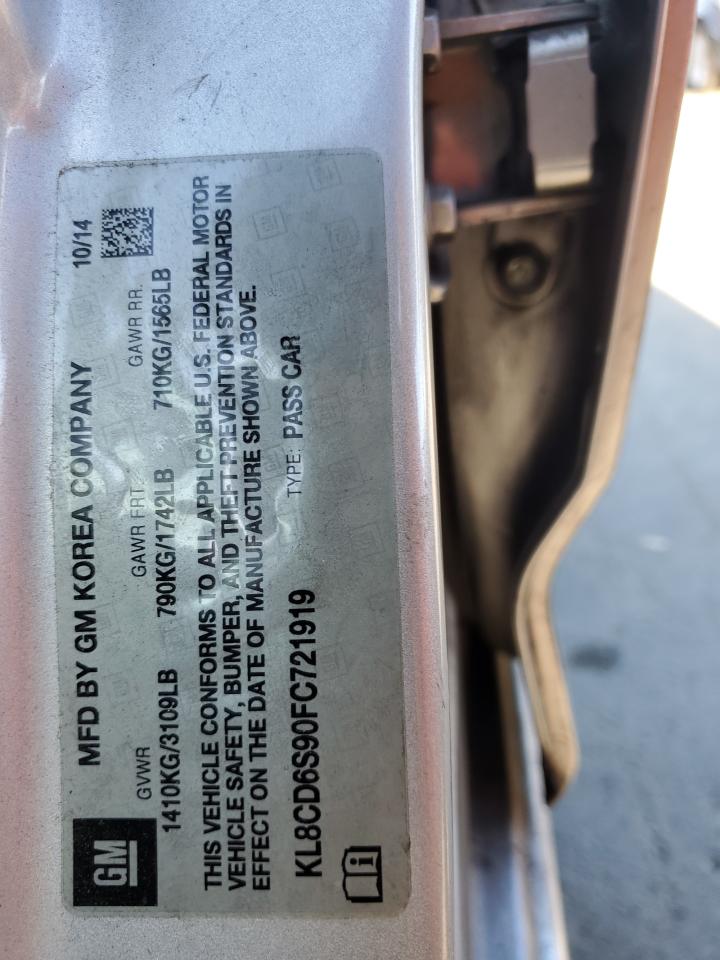 GM
MFD BY GM KOREA COMPANY 10/14
GVWR GAWR FRT GAWR RR.
1410KG/3109LB 790KG/1742LB 710KG/1565LB
THIS VEHICLE CONFORMS TO ALL APPLICABLE U.S. FEDERAL MOTOR
VEHICLE SAFETY, BUMPER, AND THEFT PREVENTION STANDARDS IN
EFFECT ON THE DATE OF MANUFACTURE SHOWN ABOVE.
KL8CD6S90FC721919 TYPE: PASS CAR